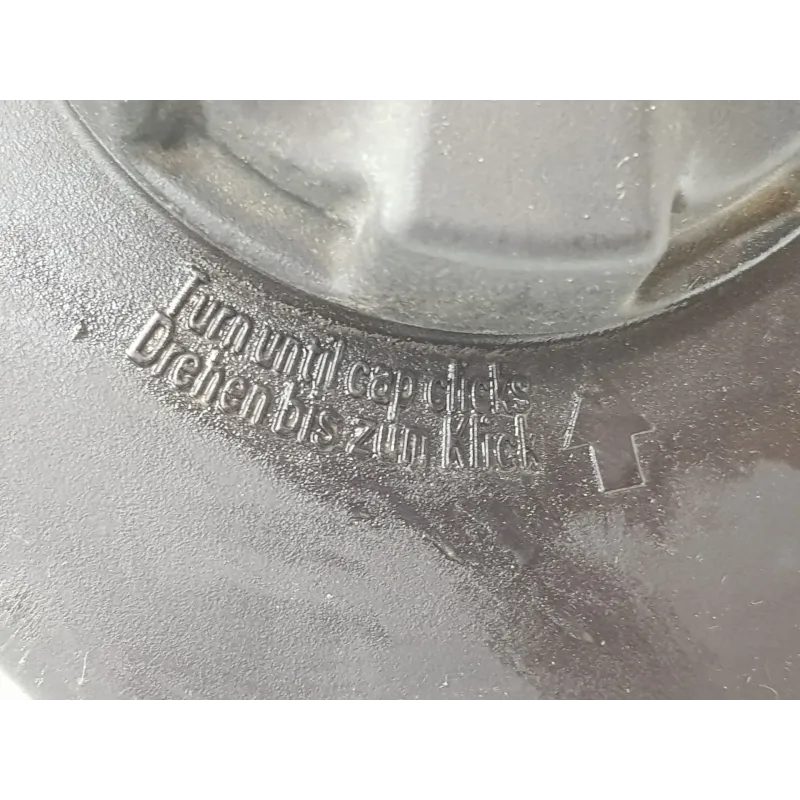 Turn until cap clicks
Drehen bis zum Klick